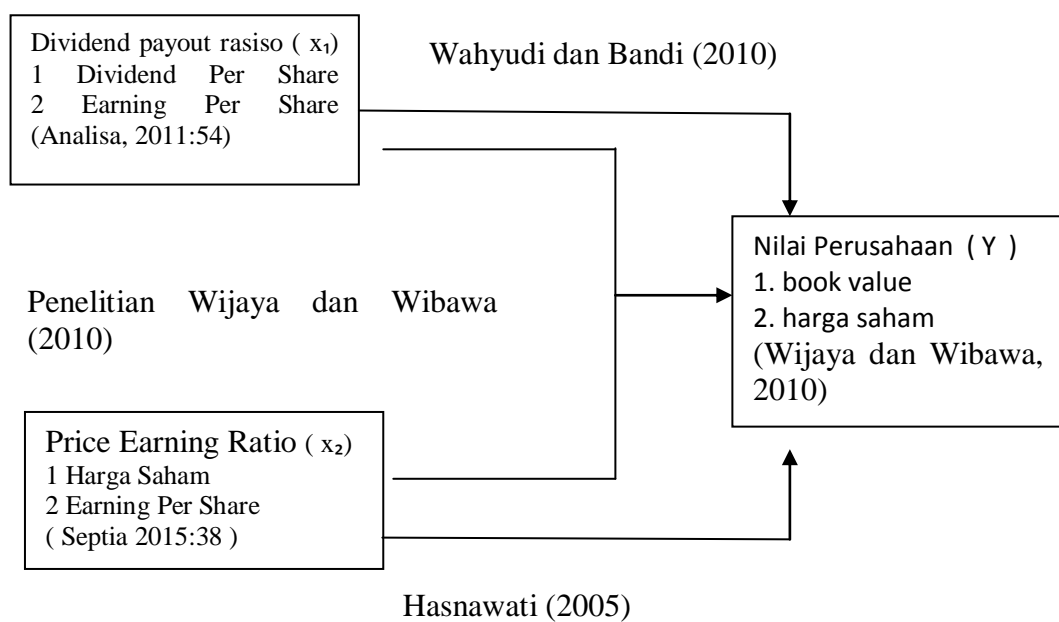 Dividend payout rasiso ( x₁)
1 Dividend Per Share
2 Earning Per Share
(Analisa, 2011:54)
Wahyudi dan Bandi (2010)
Nilai Perusahaan ( Y )
1. book value
2. harga saham
(Wijaya dan Wibawa,
2010)
Penelitian Wijaya dan Wibawa
(2010)
Price Earning Ratio ( x₂)
1 Harga Saham
2 Earning Per Share
( Septia 2015:38 )
Hasnawati (2005)